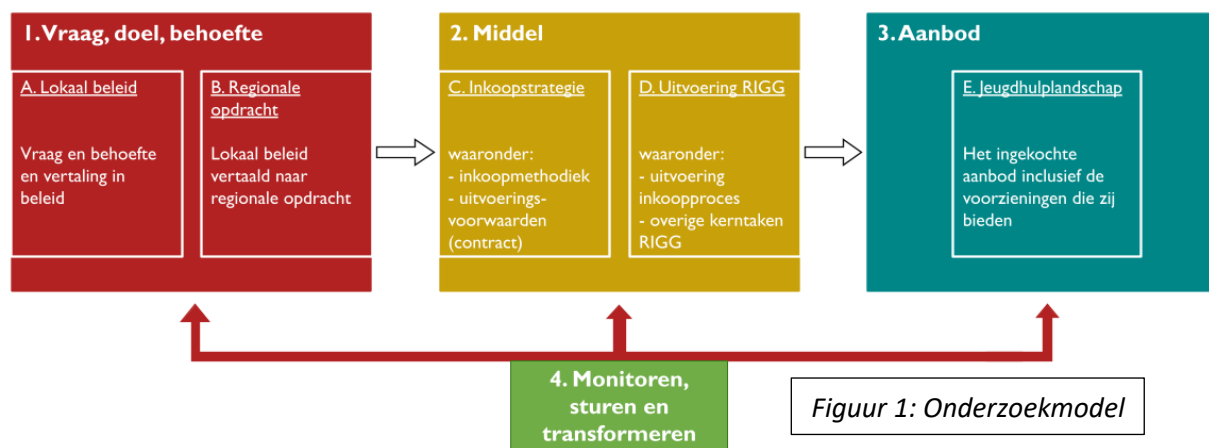 1. Vraag, doel, behoefte
A. Lokaal beleid
Vraag en behoefte
en vertaling in
beleid
B. Regionale
opdracht
Lokaal beleid
vertaald naar
regionale opdracht
2. Middel
C. Inkoopstrategie
waaronder:
- inkoopmethodiek
- uitvoerings-
voorwaarden
(contract)
D. Uitvoering RIGG
waaronder:
- uitvoering
inkoopproces
- overige kerntaken
RIGG
3. Aanbod
E. Jeugdhulplandschap
Het ingekochte
aanbod inclusief de
voorzieningen die zij
bieden
4. Monitoren,
sturen en
transformeren
Figuur 1: Onderzoekmodel